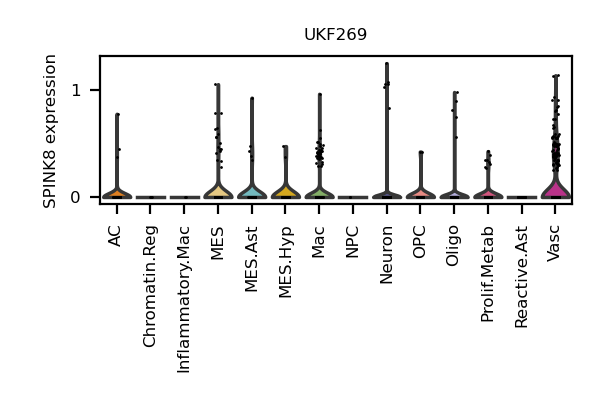 UKF269
SPINK8 expression
1
0
AC
Chromatin.Reg
Inflammatory.Mac
MES
MES.Ast
MES.Hyp
Mac
NPC
Neuron
OPC
Oligo
Prolif.Metab
Reactive.Ast
Vasc